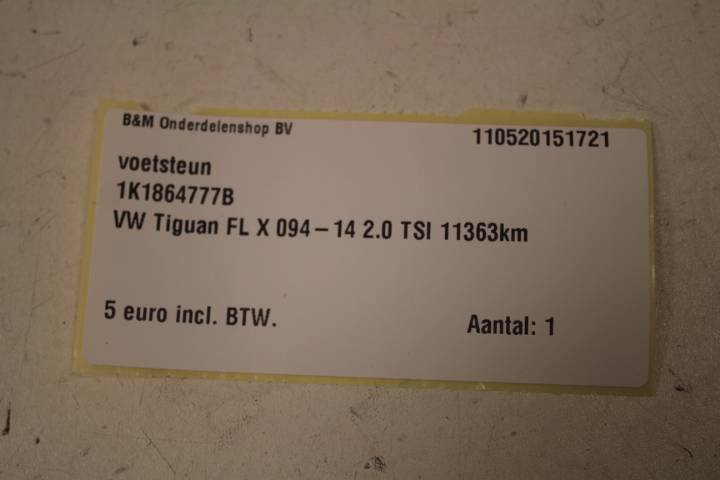 B&M Onderdelenshop BV 110520151721
voetsteun
1K1864777B
VW Tiguan FL X 094-14 2.0 TSI 11363km
5 euro incl. BTW. Aantal: 1